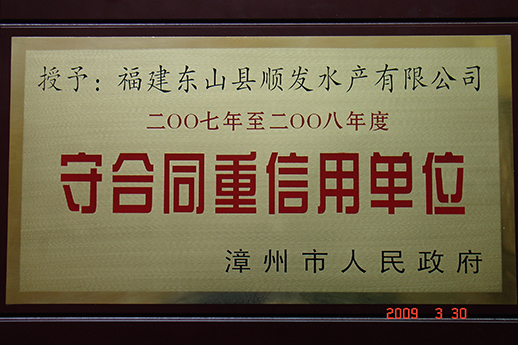 授予：福建东山县顺发水产有限公司
二〇〇七年至二〇〇八年度
守合同重信用单位
漳州市人民政府
2009 3 30